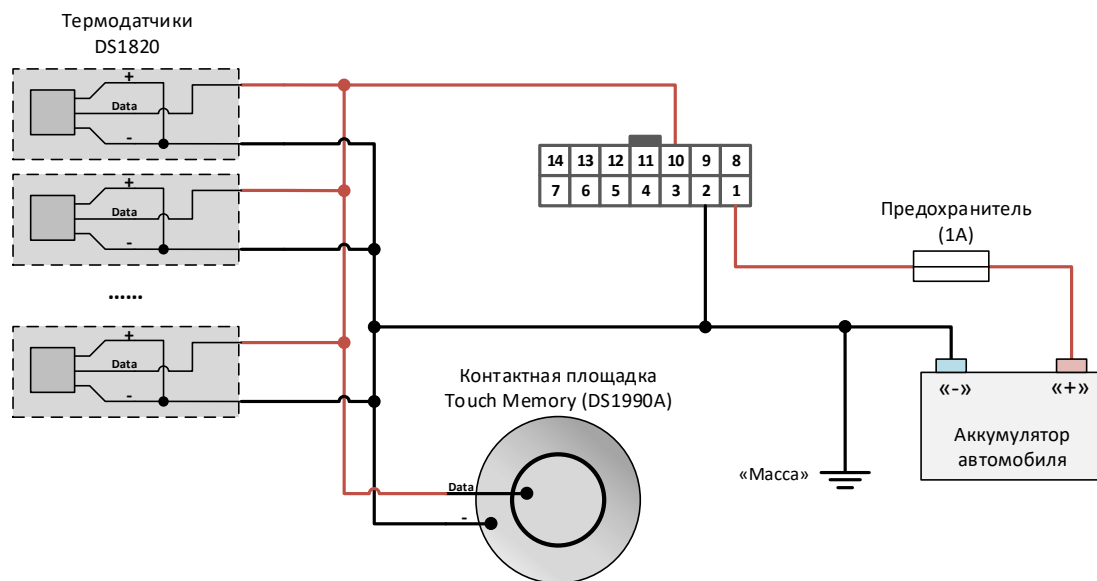 Термодатчики
DS1820
+
Data
-
+
Data
-
......
+
Data
-
14 13 12 11 10 9 8
7 6 5 4 3 2 1
Предохранитель
(1А)
Контактная площадка
Touch Memory (DS1990A)
Data
-
«Масса»
«-» «+»
Аккумулятор
автомобиля